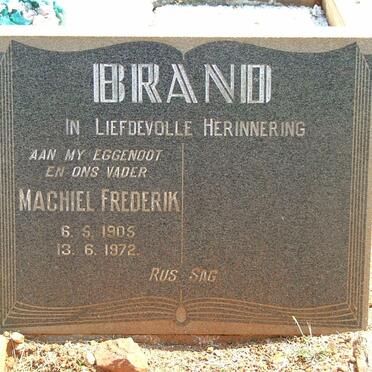 BRAND
IN LIEFDEVOLLE HERINNERING
AAN MY EGGENOOT
EN ONS VADER
MACHIEL FREDERIK
6. 5. 1905
13. 6. 1972.
RUS SAG